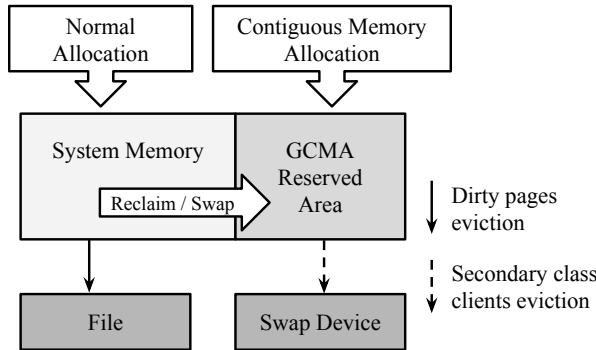 Normal
Allocation
Contiguous Memory
Allocation
System Memory
GCMA
Reserved
Area
Reclaim / Swap
Dirty pages
eviction
Secondary class
clients eviction
File
Swap Device